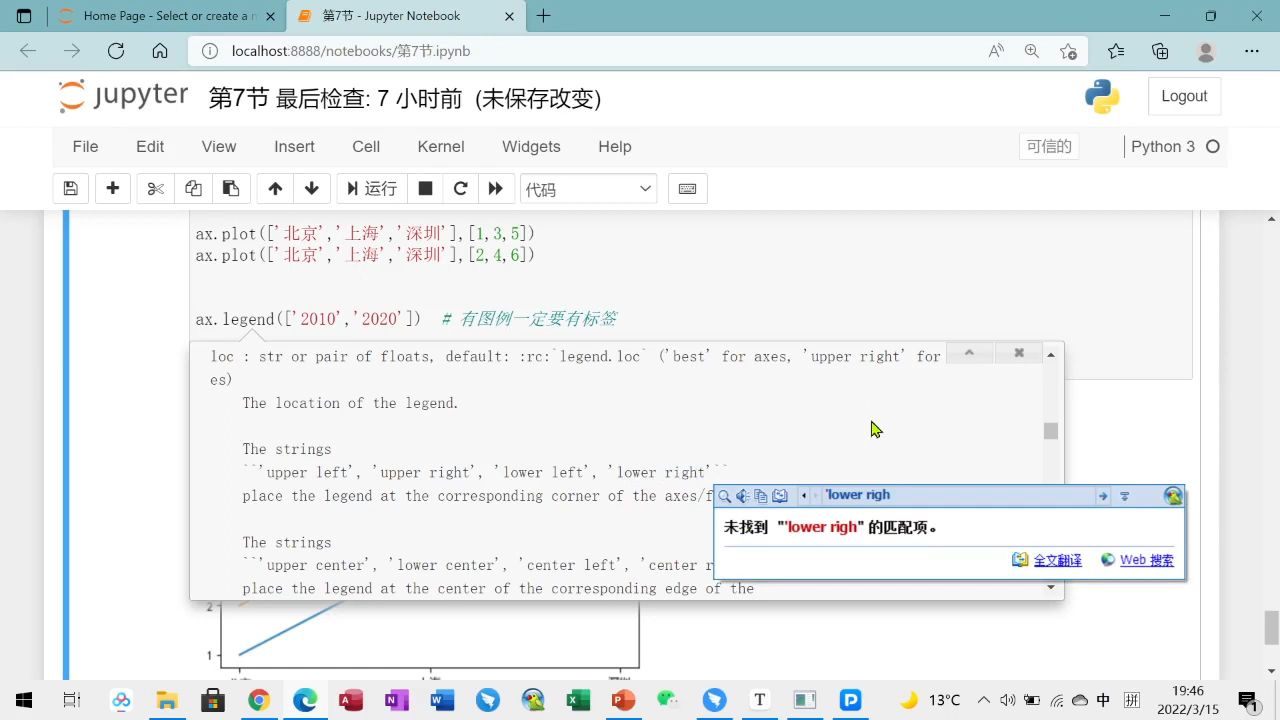 第7节 - 最后检查
localhost:8888/notebooks/第7节.ipynb
jupyter 第7节 最后检查: 7 小时前 (未保存改变)
Logout
File Edit View Insert Cell Kernel Widgets Help
可信的
Python 3
运行
代码
ax.plot(['北京','上海','深圳'],[1,3,5])
ax.plot(['北京','上海','深圳'],[2,4,6])
ax.legend(['2010','2020']) # 有图例一定要有标签
loc : str or pair of floats, default: :rc:`legend.loc` ('best' for axes, 'upper right' for
es)
The location of the legend.
The strings
``'upper left', 'upper right', 'lower left', 'lower right'``
place the legend at the corresponding corner of the axes/f
The strings
``'upper center', 'lower center', 'center left', 'center r
place the legend at the center of the corresponding edge of the
'lower righ
未找到 "'lower righ" 的匹配项。
全文翻译
Web 搜索
2
1
13°C
中
拼
19:46
2022/3/15
1